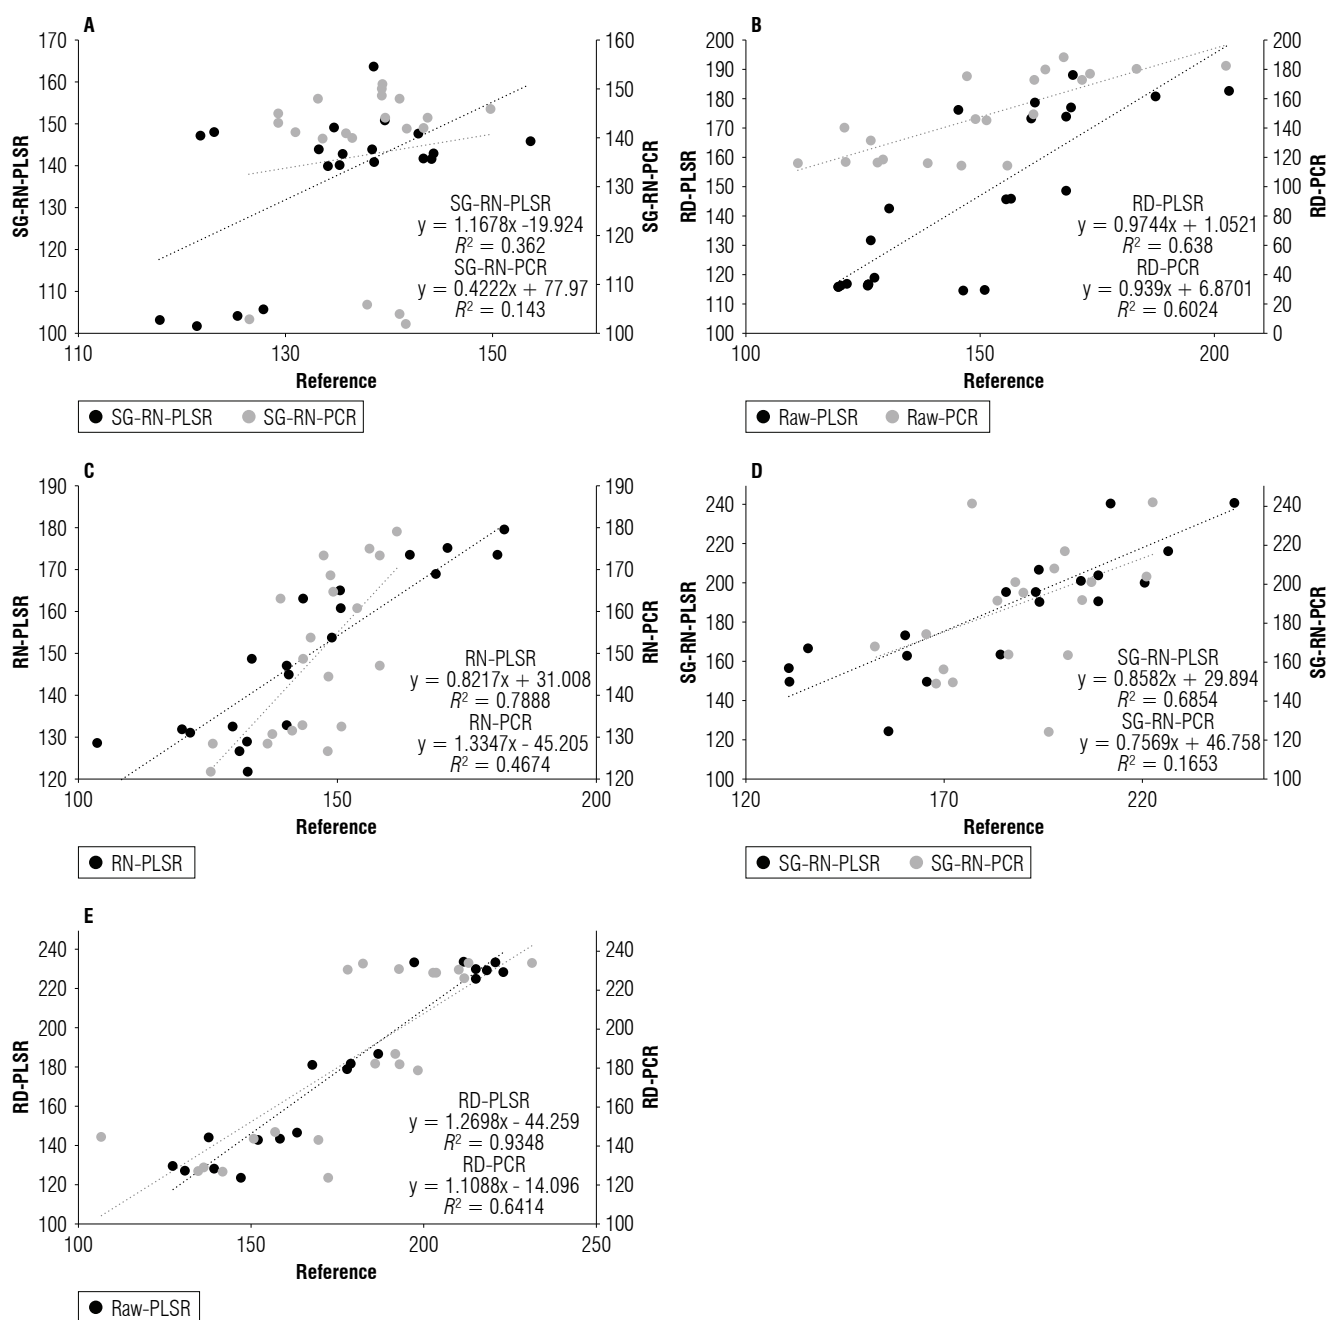 A
170
160
150
140
130
120
110
100
160
150
140
130
120
110
100
SG-RN-PLSR
SG-RN-PCR
SG-RN-PLSR
y = 1.1678x -19.924
R² = 0.362
SG-RN-PCR
y = 0.4222x + 77.97
R² = 0.143
110 130 150
Reference
SG-RN-PLSR SG-RN-PCR
B
200
190
180
170
160
150
140
130
120
110
100
200
180
160
140
120
100
80
60
40
20
0
RD-PLSR
RD-PCR
RD-PLSR
y = 0.9744x + 1.0521
R² = 0.638
RD-PCR
y = 0.939x + 6.8701
R² = 0.6024
100 150 200
Reference
Raw-PLSR Raw-PCR
C
190
180
170
160
150
140
130
120
190
180
170
160
150
140
130
120
RN-PLSR
RN-PCR
RN-PLSR
y = 0.8217x + 31.008
R² = 0.7888
RN-PCR
y = 1.3347x - 45.205
R² = 0.4674
100 150 200
Reference
RN-PLSR
D
240
220
200
180
160
140
120
100
240
220
200
180
160
140
120
100
SG-RN-PLSR
SG-RN-PCR
SG-RN-PLSR
y = 0.8582x + 29.894
R² = 0.6854
SG-RN-PCR
y = 0.7569x + 46.758
R² = 0.1653
120 170 220
Reference
SG-RN-PLSR SG-RN-PCR
E
240
220
200
180
160
140
120
100
240
220
200
180
160
140
120
100
RD-PLSR
RD-PCR
RD-PLSR
y = 1.2698x - 44.259
R² = 0.9348
RD-PCR
y = 1.1088x - 14.096
R² = 0.6414
100 150 200 250
Reference
Raw-PLSR